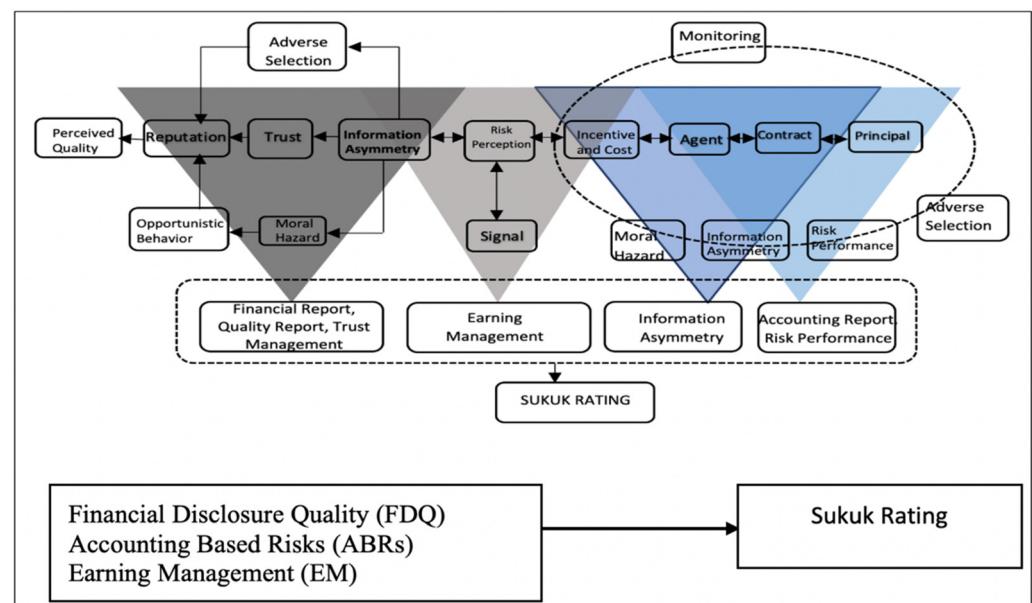 Adverse
Selection
Monitoring
Perceived
Quality
Reputation
Trust
Information
Asymmetry
Risk
Perception
Incentive
and Cost
Agent
Contract
Principal
Opportunistic
Behavior
Moral
Hazard
Signal
Moral
Hazard
Information
Asymmetry
Risk
Performance
Adverse
Selection
Financial Report,
Quality Report, Trust
Management
Earning
Management
Information
Asymmetry
Accounting Report,
Risk Performance
SUKUK RATING
Financial Disclosure Quality (FDQ)
Accounting Based Risks (ABRs)
Earning Management (EM)
Sukuk Rating